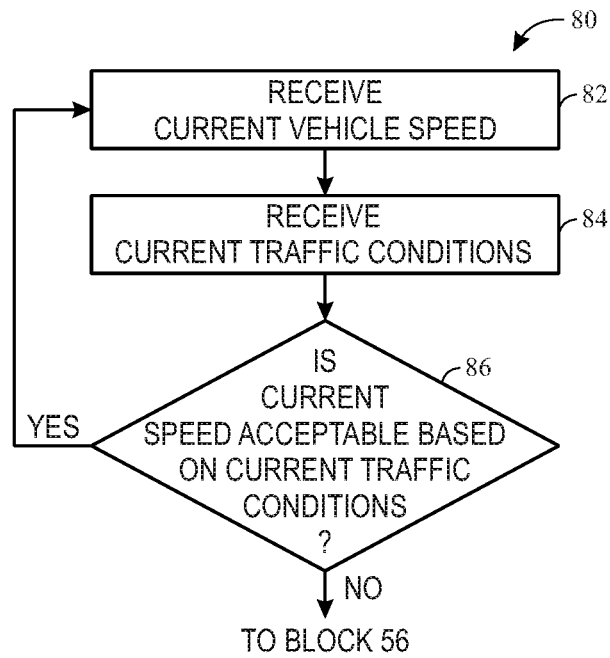 80
RECEIVE
CURRENT VEHICLE SPEED
82
RECEIVE
CURRENT TRAFFIC CONDITIONS
84
IS
CURRENT
SPEED ACCEPTABLE BASED
ON CURRENT TRAFFIC
CONDITIONS
?
86
YES
NO
TO BLOCK 56